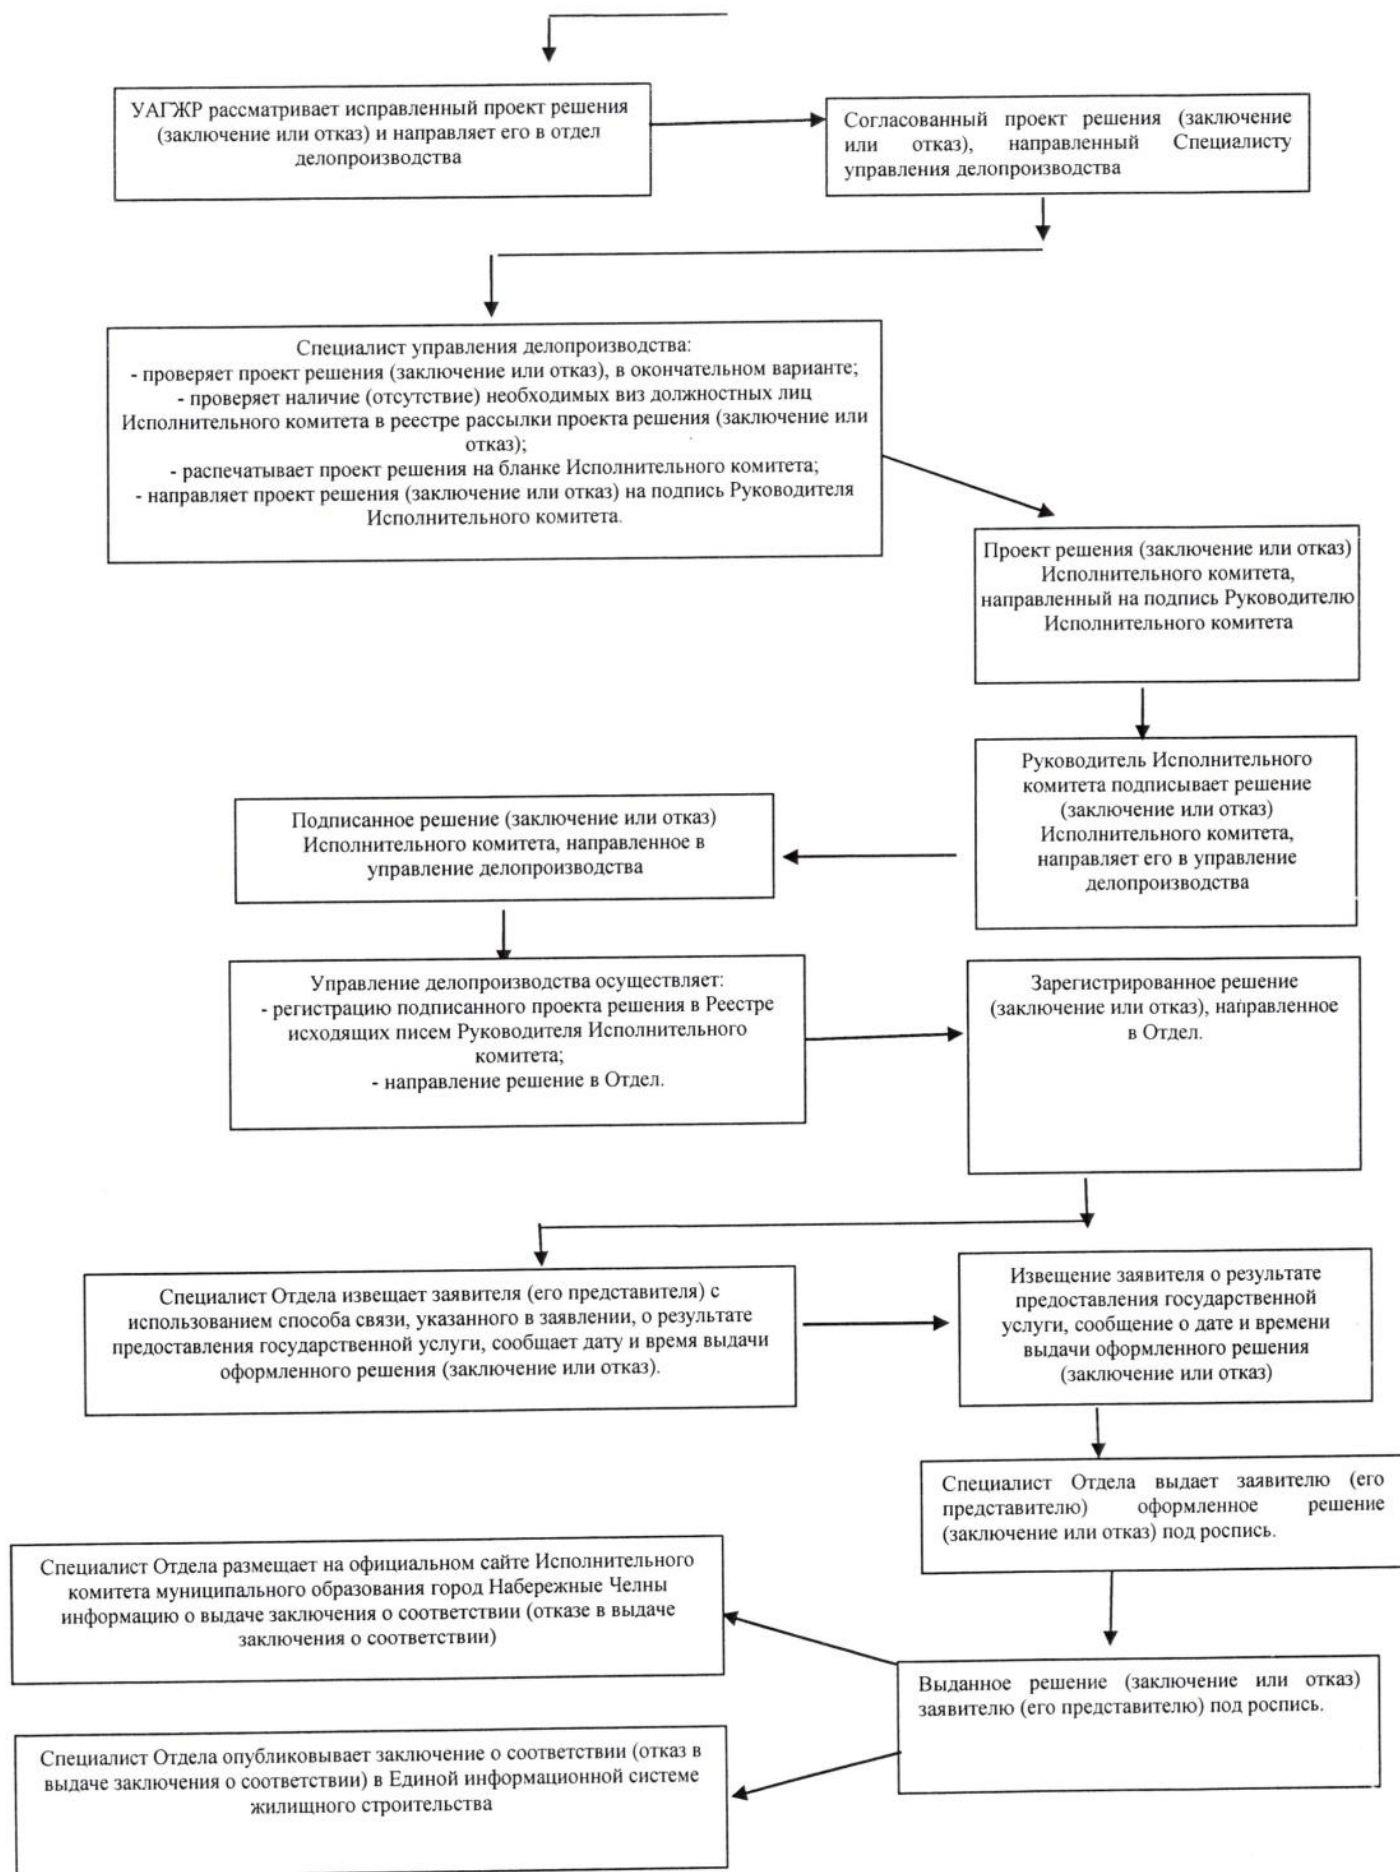 УАГЖР рассматривает исправленный проект решения
(заключение или отказ) и направляет его в отдел
делопроизводства
Согласованный проект решения (заключение
или отказ), направленный Специалисту
управления делопроизводства
Специалист управления делопроизводства:
- проверяет проект решения (заключение или отказ), в окончательном варианте;
- проверяет наличие (отсутствие) необходимых виз должностных лиц
Исполнительного комитета в реестре рассылки проекта решения (заключение или
отказ);
- распечатывает проект решения на бланке Исполнительного комитета;
- направляет проект решения (заключение или отказ) на подпись Руководителя
Исполнительного комитета.
Проект решения (заключение или отказ)
Исполнительного комитета,
направленный на подпись Руководителю
Исполнительного комитета
Руководитель Исполнительного
комитета подписывает решение
(заключение или отказ)
Исполнительного комитета,
направляет его в управление
делопроизводства
Подписанное решение (заключение или отказ)
Исполнительного комитета, направленное в
управление делопроизводства
Управление делопроизводства осуществляет:
- регистрацию подписанного проекта решения в Реестре
исходящих писем Руководителя Исполнительного
комитета;
- направление решение в Отдел.
Зарегистрированное решение
(заключение или отказ), направленное
в Отдел.
Специалист Отдела извещает заявителя (его представителя) с
использованием способа связи, указанного в заявлении, о результате
предоставления государственной услуги, сообщает дату и время выдачи
оформленного решения (заключение или отказ).
Извещение заявителя о результате
предоставления государственной
услуги, сообщение о дате и времени
выдачи оформленного решения
(заключение или отказ)
Специалист Отдела выдает заявителю (его
представителю) оформленное решение
(заключение или отказ) под роспись.
Специалист Отдела размещает на официальном сайте Исполнительного
комитета муниципального образования город Набережные Челны
информацию о выдаче заключения о соответствии (отказе в выдаче
заключения о соответствии)
Выданное решение (заключение или отказ)
заявителю (его представителю) под роспись.
Специалист Отдела опубликовывает заключение о соответствии (отказ в
выдаче заключения о соответствии) в Единой информационной системе
жилищного строительства